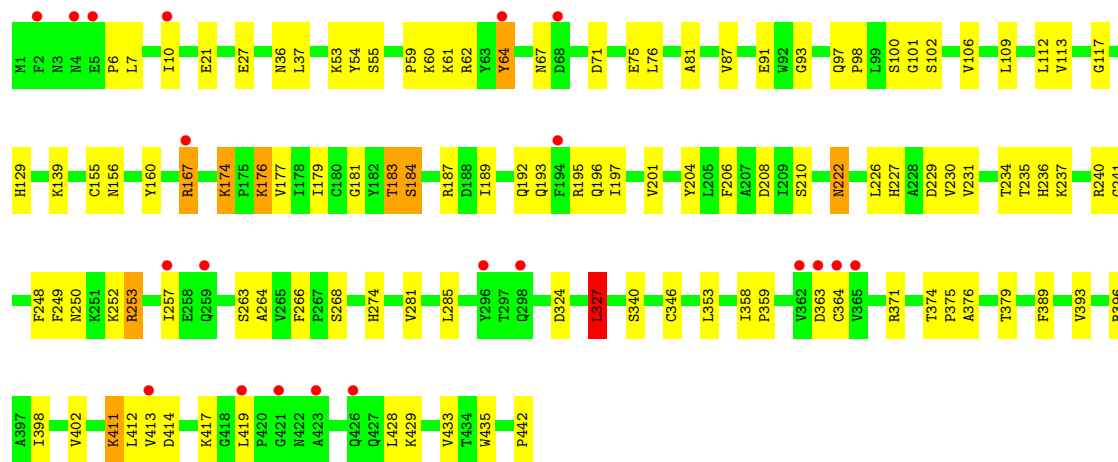 M1 F2 N3 N4 E5 P6 L7 I10 E21 E27 N36 L37 K53 Y54 S55 P59 K60 K61 R62 Y63 Y64 N67 D68 D71 E75 L76 A81 V87 E91 W92 G93 Q97 P98 L99 S100 G101 S102 V106 L109 L112 V113 G117
H129 K139 C155 N156 Y160 R167 K174 P175 K176 V177 I178 I179 C180 G181 Y182 T183 S184 R187 D188 I189 Q192 Q193 F194 R195 Q196 I197 V201 Y204 L205 F206 A207 D208 I209 S210 N222 L226 H227 A228 D229 V230 V231 T234 T235 H236 K237 R240
F248 F249 N250 K251 K252 R253 I257 E258 Q259 S263 A264 V265 F266 P267 S268 H274 V281 L285 Y296 T297 Q298 D324 L327 S340 C346 L353 I358 P359 V362 D363 C364 V365 R371 T374 P375 A376 T379 F389 V393
A397 I398 V402 K411 L412 V413 D414 K417 G418 L419 P420 G421 N422 A423 Q426 Q427 L428 K429 V433 T434 W435 P442